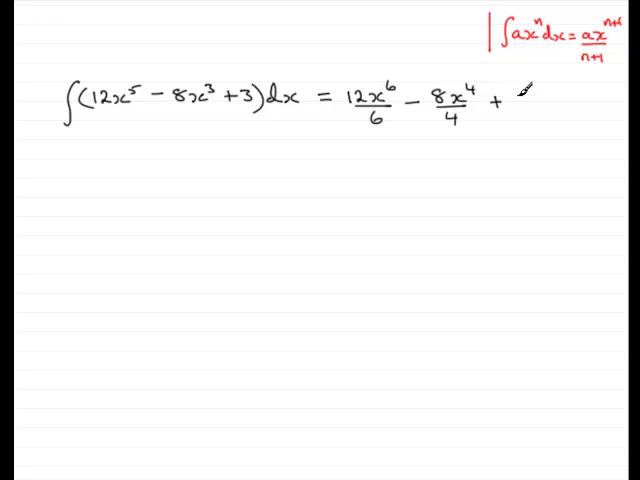 ∫axⁿdx = axⁿ⁺¹/n+1
∫(12x⁵ − 8x³ + 3)dx = 12x⁶/6 − 8x⁴/4 +